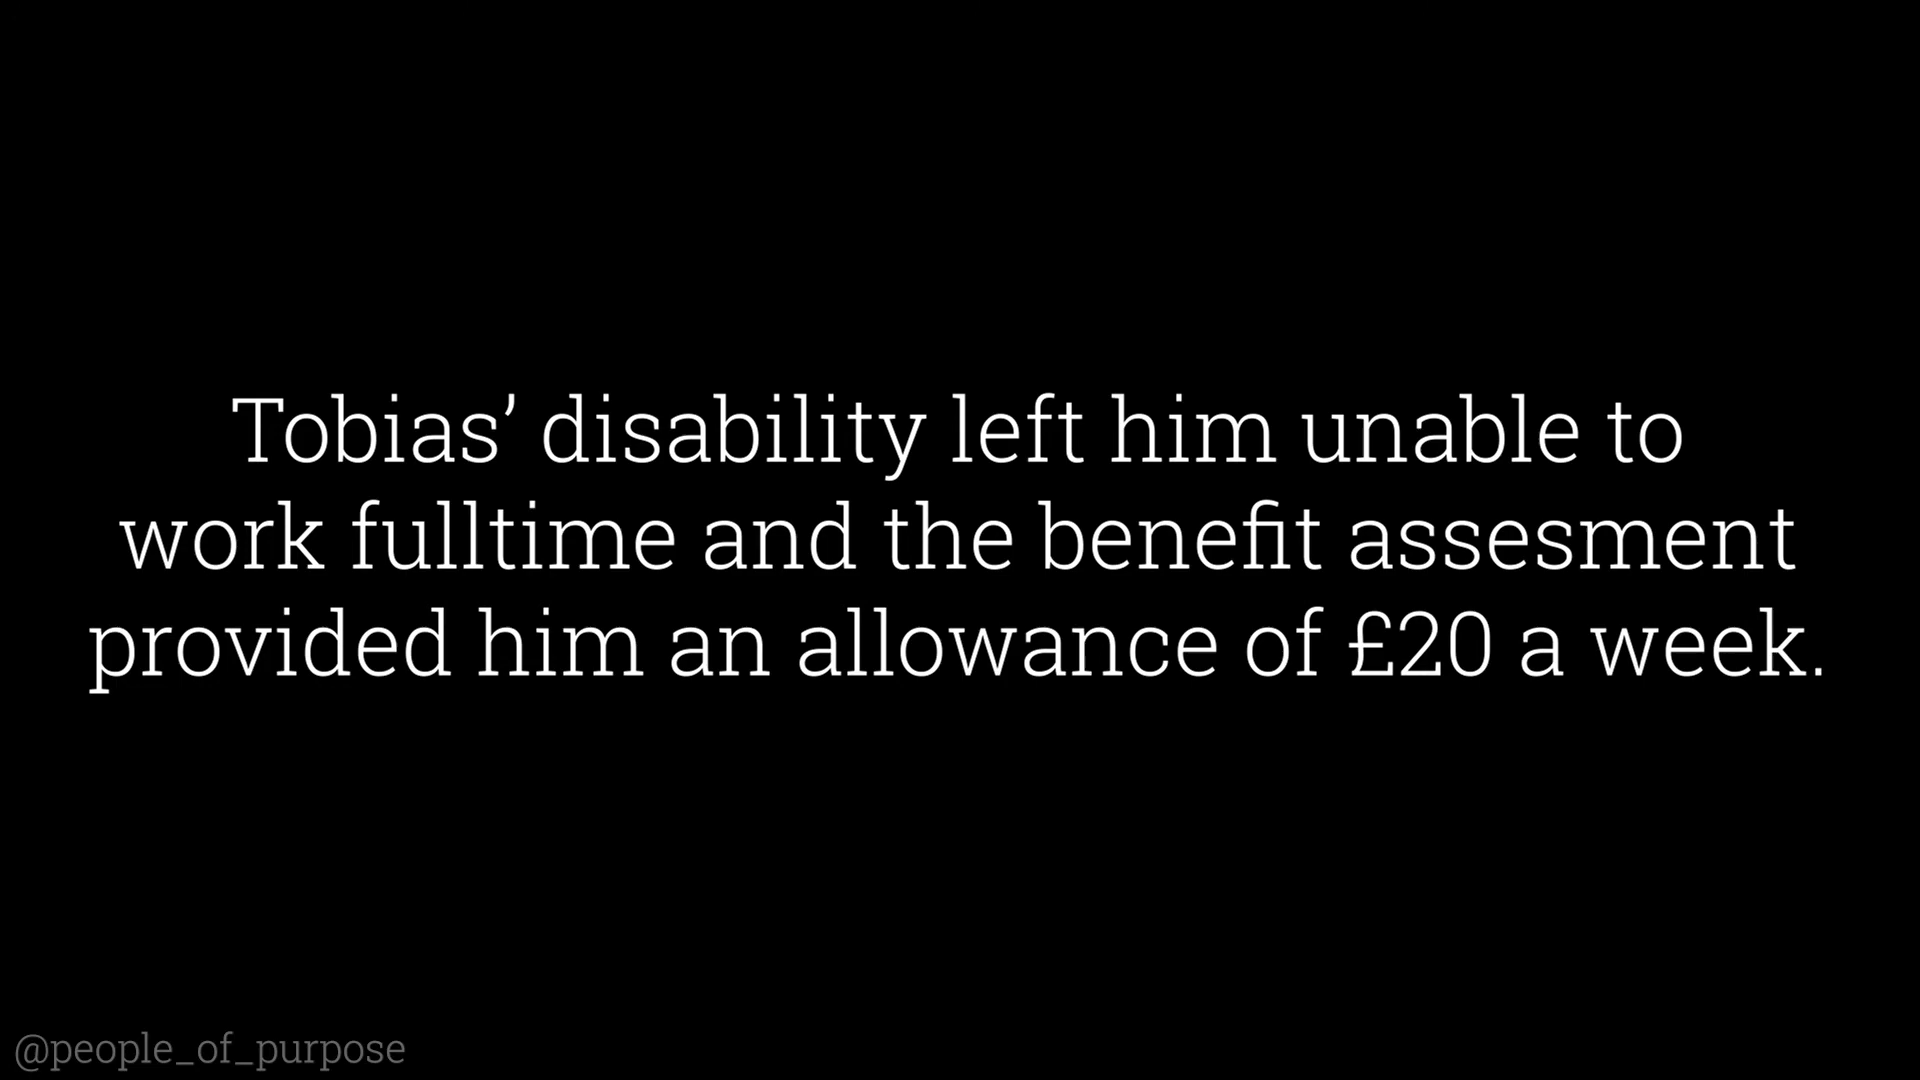 Tobias’ disability left him unable to
work fulltime and the benefit assesment
provided him an allowance of £20 a week.
@people_of_purpose